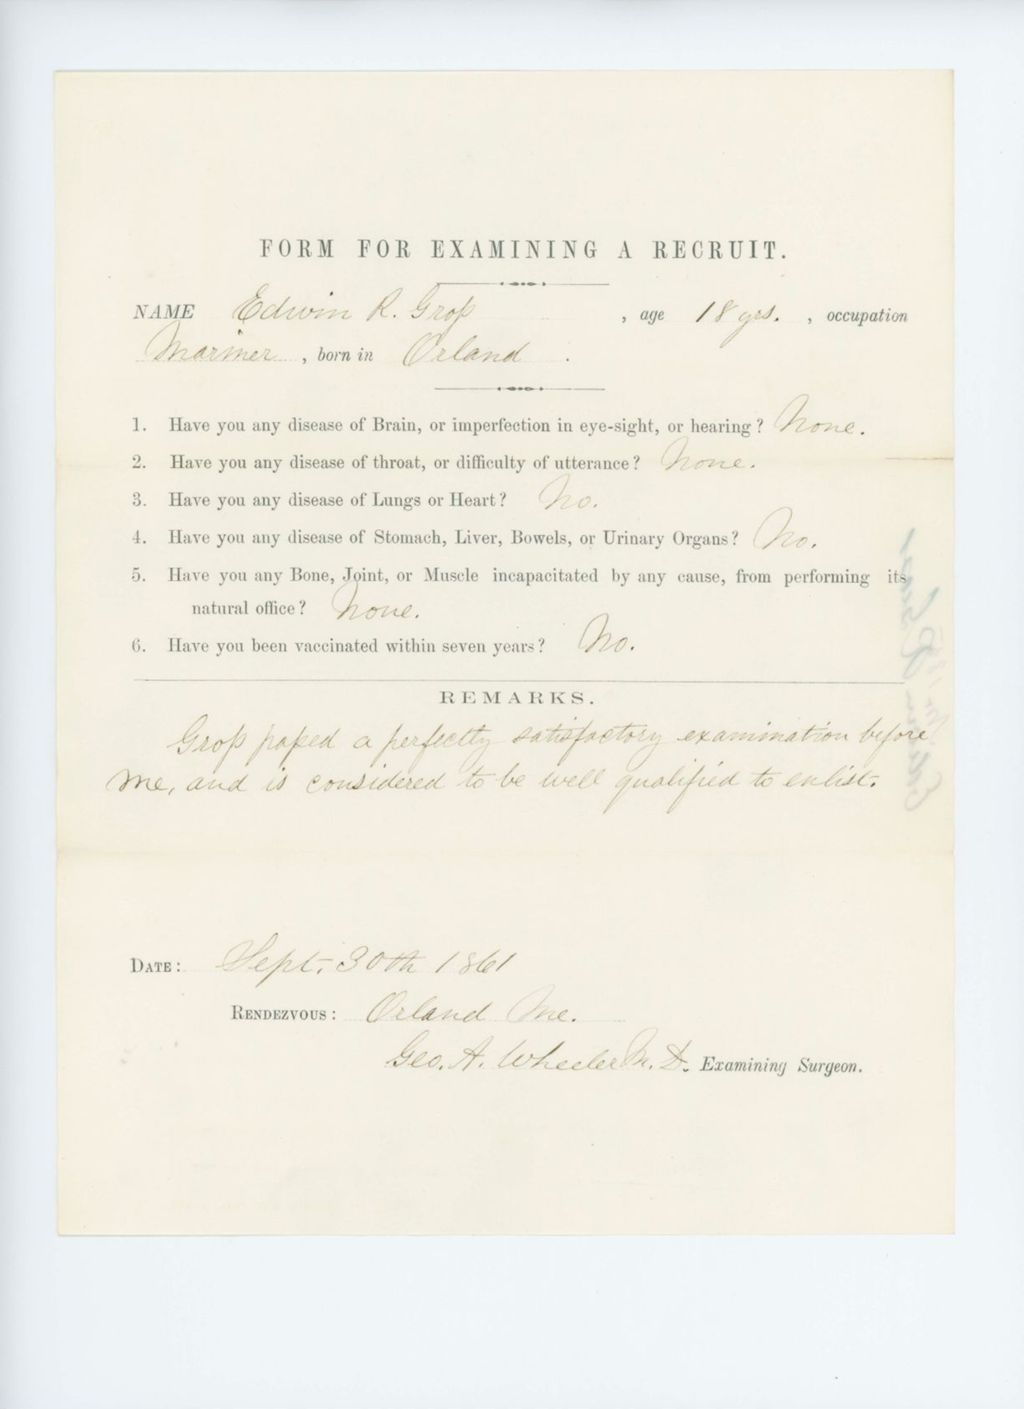 FORM FOR EXAMINING A RECRUIT.
NAME Edwin R. Gross , age 18 yrs. , occupation
Mariner , born in Orland .
1. Have you any disease of Brain, or imperfection in eye-sight, or hearing? None.
2. Have you any disease of throat, or difficulty of utterance? None.
3. Have you any disease of Lungs or Heart? No.
4. Have you any disease of Stomach, Liver, Bowels, or Urinary Organs? No.
5. Have you any Bone, Joint, or Muscle incapacitated by any cause, from performing its
natural office? None.
6. Have you been vaccinated within seven years? No.
REMARKS.
Gross passed a perfectly satisfactory examination before
me, and is considered to be well qualified to enlist.
DATE: Sept. 30th 1861
RENDEZVOUS: Orland Me.
Geo. A. Wheeler M. D. Examining Surgeon.